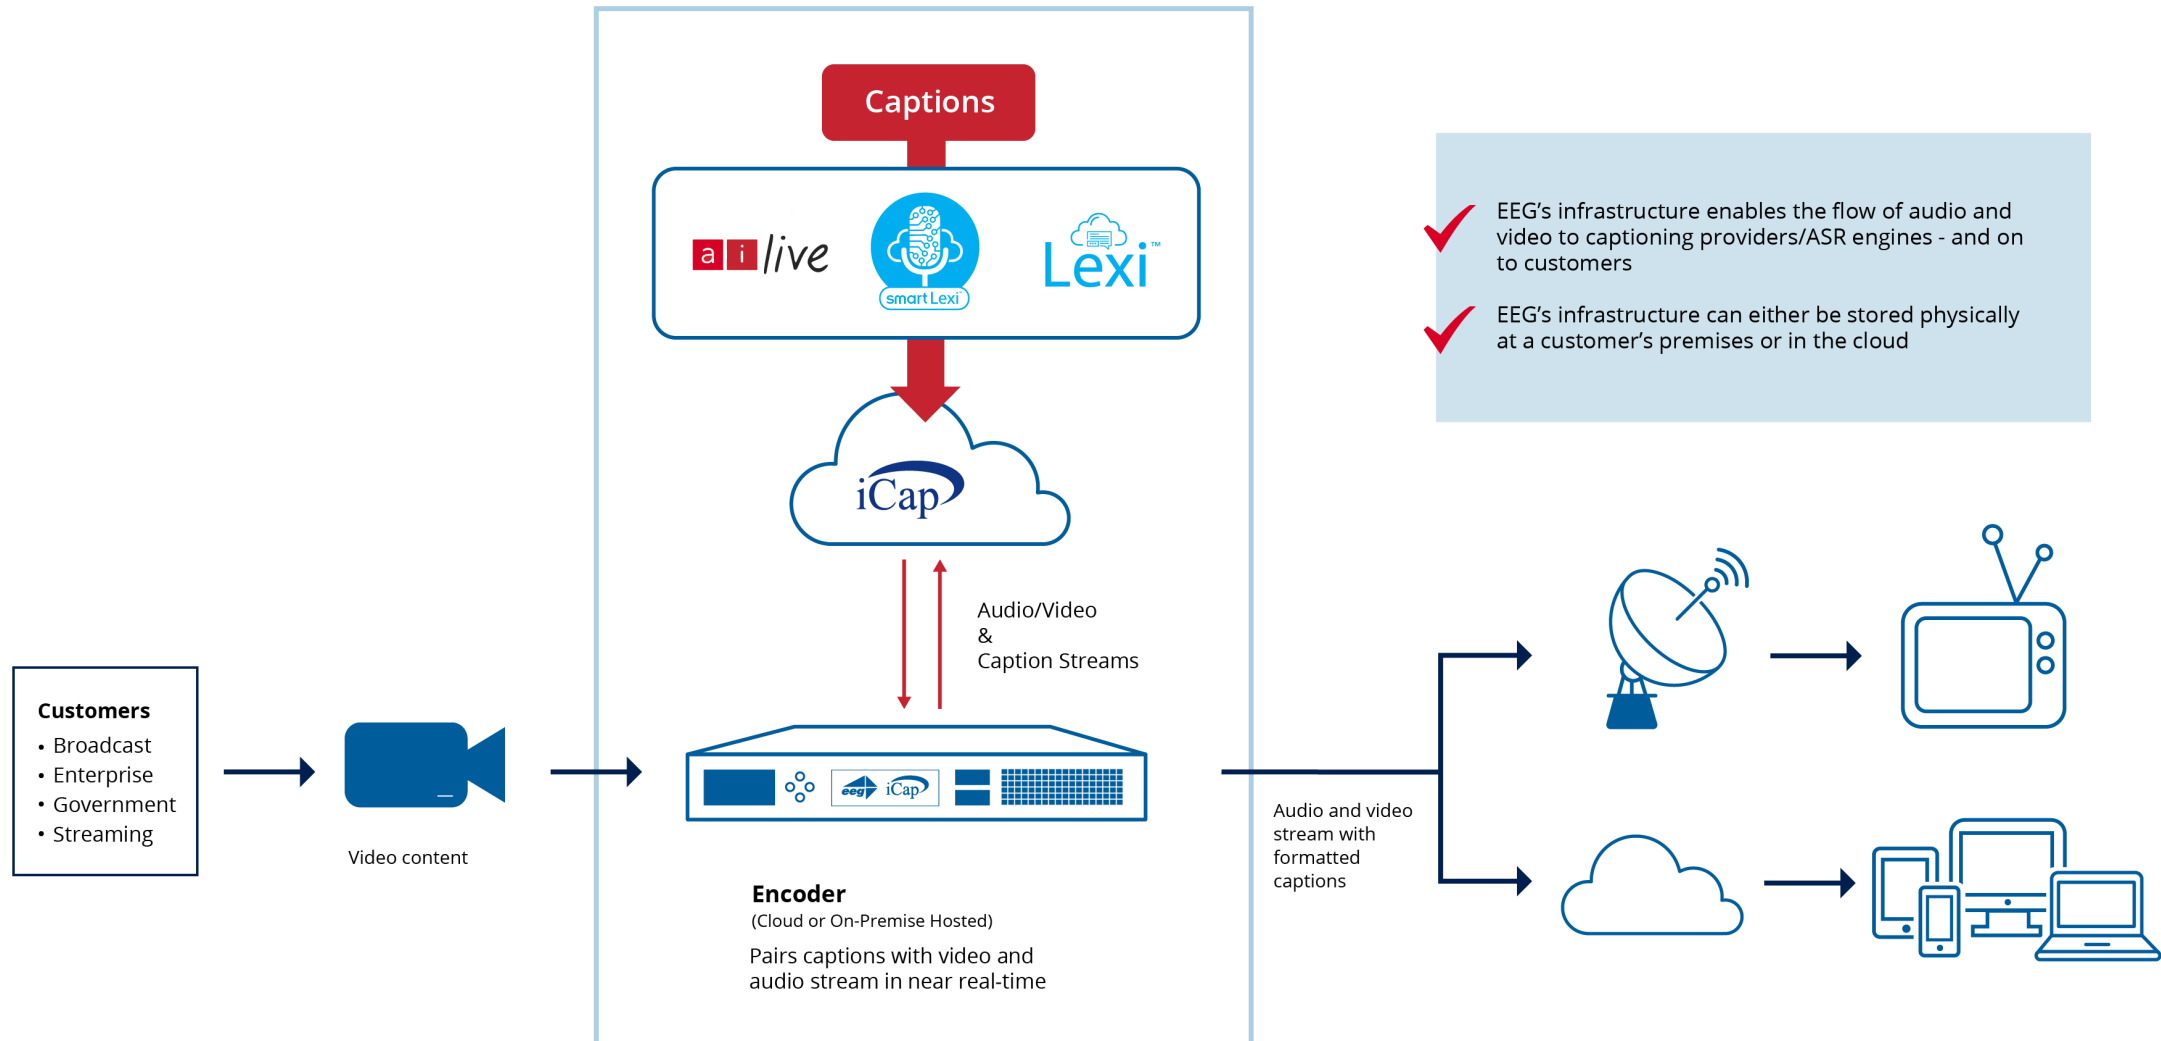 Captions
ai live
smart Lexi™
Lexi™
iCap
Audio/Video
&
Caption Streams
EEG’s infrastructure enables the flow of audio and
video to captioning providers/ASR engines - and on
to customers
EEG’s infrastructure can either be stored physically
at a customer’s premises or in the cloud
Customers
• Broadcast
• Enterprise
• Government
• Streaming
Video content
eeg iCap
Encoder
(Cloud or On-Premise Hosted)
Pairs captions with video and
audio stream in near real-time
Audio and video
stream with
formatted
captions